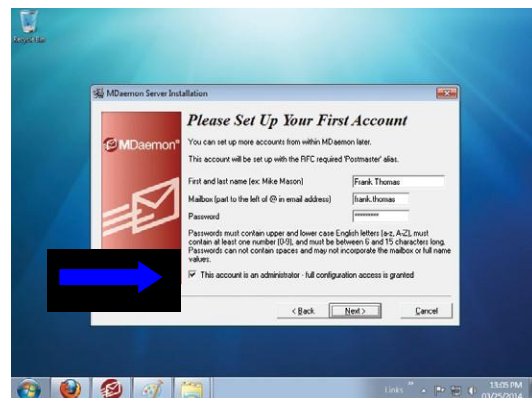 Recycle Bin
MDaemon Server Installation
MDaemon®
Please Set Up Your First Account
You can set up more accounts from within MDaemon later.
This account will be set up with the RFC required 'Postmaster' alias.
First and last name (ex: Mike Mason)
Frank Thomas
Mailbox (part to the left of @ in email address)
frank.thomas
Password
*********
Passwords must contain upper and lower case English letters (a-z, A-Z), must
contain at least one number (0-9), and must be between 6 and 15 characters long.
Passwords can not contain spaces and may not incorporate the mailbox or full name
values.
This account is an administrator - full configuration access is granted
< Back
Next >
Cancel
Links
13:05 PM
03/25/2014